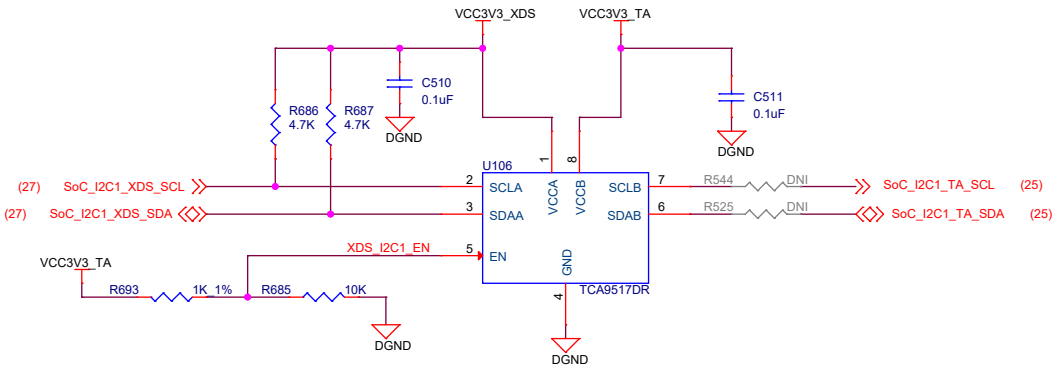 VCC3V3_XDS
VCC3V3_TA
C510
0.1uF
C511
0.1uF
R686
4.7K
R687
4.7K
DGND
DGND
U106
1
8
(27) SoC_I2C1_XDS_SCL
2
SCLA
VCCA
VCCB
SCLB
7
R544
DNI
SoC_I2C1_TA_SCL (25)
(27) SoC_I2C1_XDS_SDA
3
SDAA
SDAB
6
R525
DNI
SoC_I2C1_TA_SDA (25)
XDS_I2C1_EN
5
EN
GND
VCC3V3_TA
R693
1K_1%
R685
10K
4
TCA9517DR
DGND
DGND